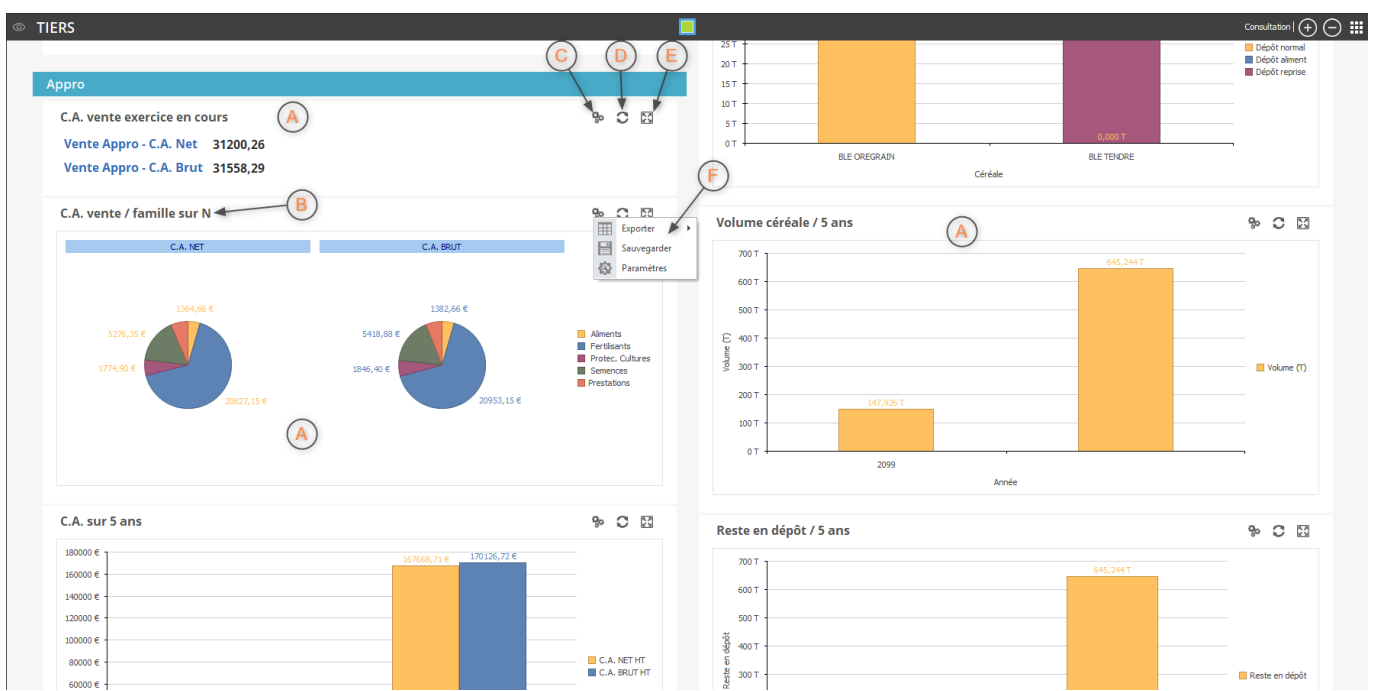 TIERS
Consultation
Appro
C.A. vente exercice en cours
Vente Appro - C.A. Net 31200,26
Vente Appro - C.A. Brut 31558,29
A
C
D
E
C.A. vente / famille sur N
B
F
Exporter
Sauvegarder
Paramètres
C.A. NET
C.A. BRUT
1364,66 €
5276,35 €
1774,90 €
20827,15 €
1382,66 €
5418,88 €
1846,40 €
20953,15 €
Aliments
Fertilisants
Protec. Cultures
Semences
Prestations
A
C.A. sur 5 ans
180000 €
160000 €
140000 €
120000 €
100000 €
80000 €
60000 €
167668,71 €
170126,72 €
C.A. NET HT
C.A. BRUT HT
25 T
20 T
15 T
10 T
5 T
0 T
0,000 T
BLE OREGRAIN
BLE TENDRE
Céréale
Dépôt normal
Dépôt aliment
Dépôt reprise
Volume céréale / 5 ans
A
700 T
600 T
500 T
400 T
300 T
200 T
100 T
0 T
Volume (T)
147,926 T
645,244 T
2099
Année
Volume (T)
Reste en dépôt / 5 ans
700 T
600 T
500 T
400 T
300 T
Reste en dépôt
645,244 T
Reste en dépôt